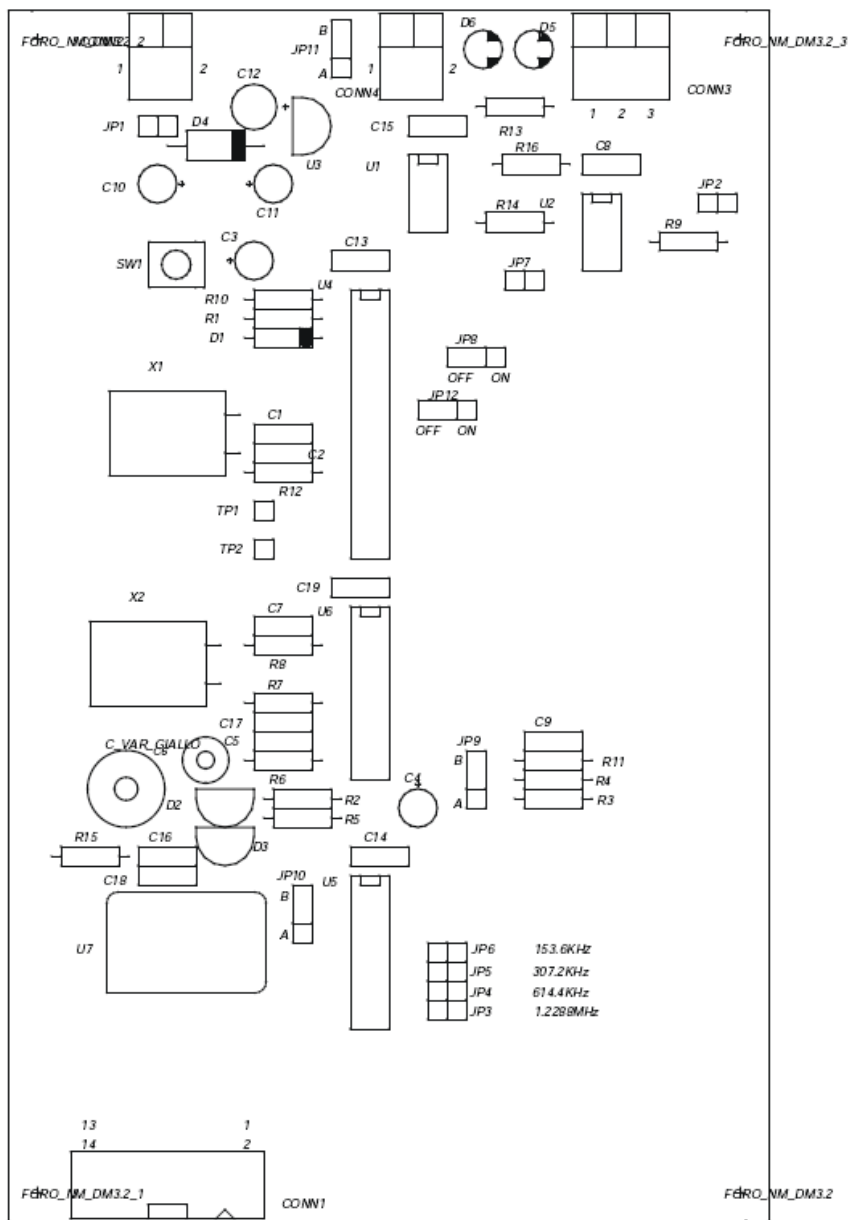 D6
D5
B
JP11
A
FORO_NM_DM3.2_2
FORO_NM_DM3.2_3
1
2
C12
1
CONN4
2
CONN3
1 2 3
JP1
D4
U3
C15
R13
R16
C8
U1
C10
C11
R14
U2
JP2
R9
C3
SW1
C13
JP7
U4
R10
R1
D1
JP8
OFF ON
X1
JP12
OFF ON
C1
C2
R12
TP1
TP2
C19
X2
C7
U6
R8
R7
C17
C9
C_VAR_GIALLO
C5
C6
JP9
B
A
R11
R4
R3
C4
R6
D2
R2
R5
R15
C16
D3
C14
C18
JP10
B
A
U5
U7
JP6 153.6KHz
JP5 307.2KHz
JP4 614.4KHz
JP3 1.2288MHz
13 1
14 2
FORO_NM_DM3.2_1
CONN1
FORO_NM_DM3.2